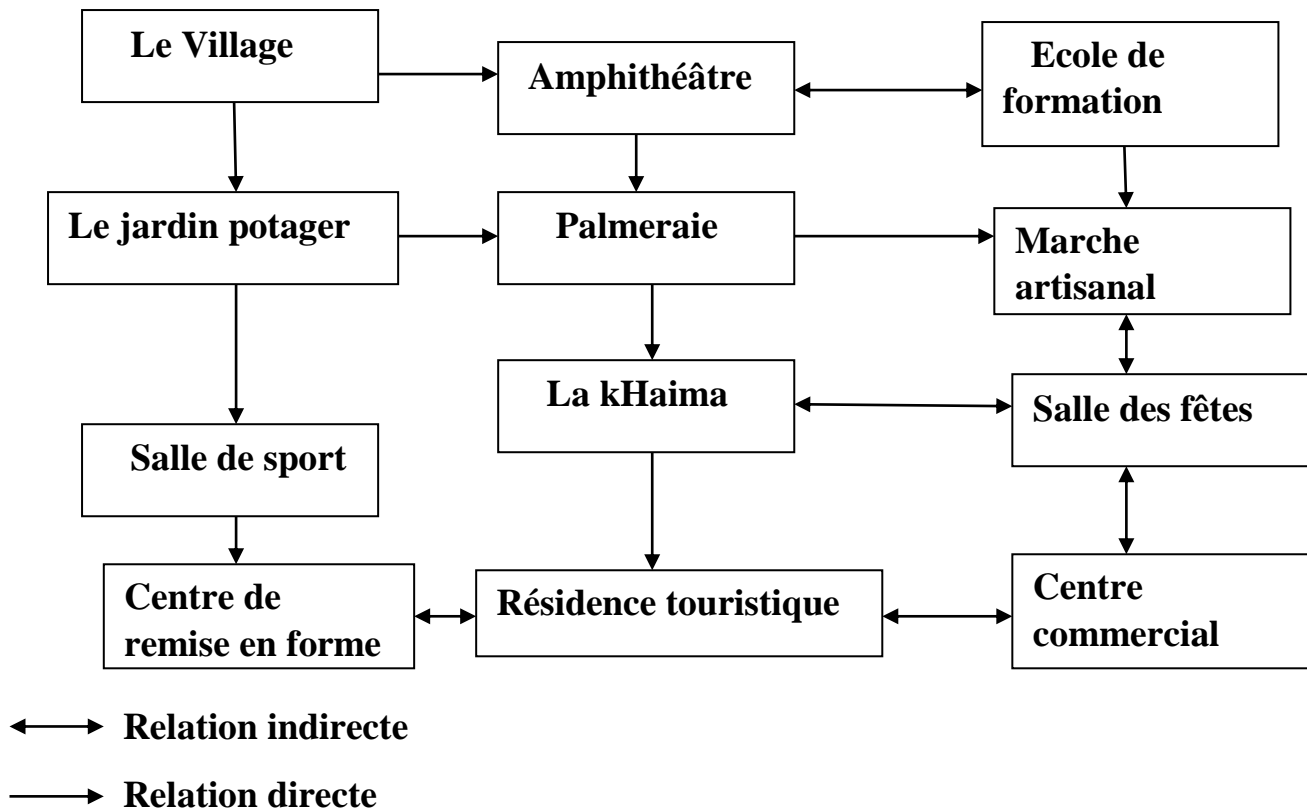 Le Village
Amphithéâtre
Ecole de
formation
Le jardin potager
Palmeraie
Marche
artisanal
La kHaima
Salle des fêtes
Salle de sport
Centre de
remise en forme
Résidence touristique
Centre
commercial
Relation indirecte
Relation directe